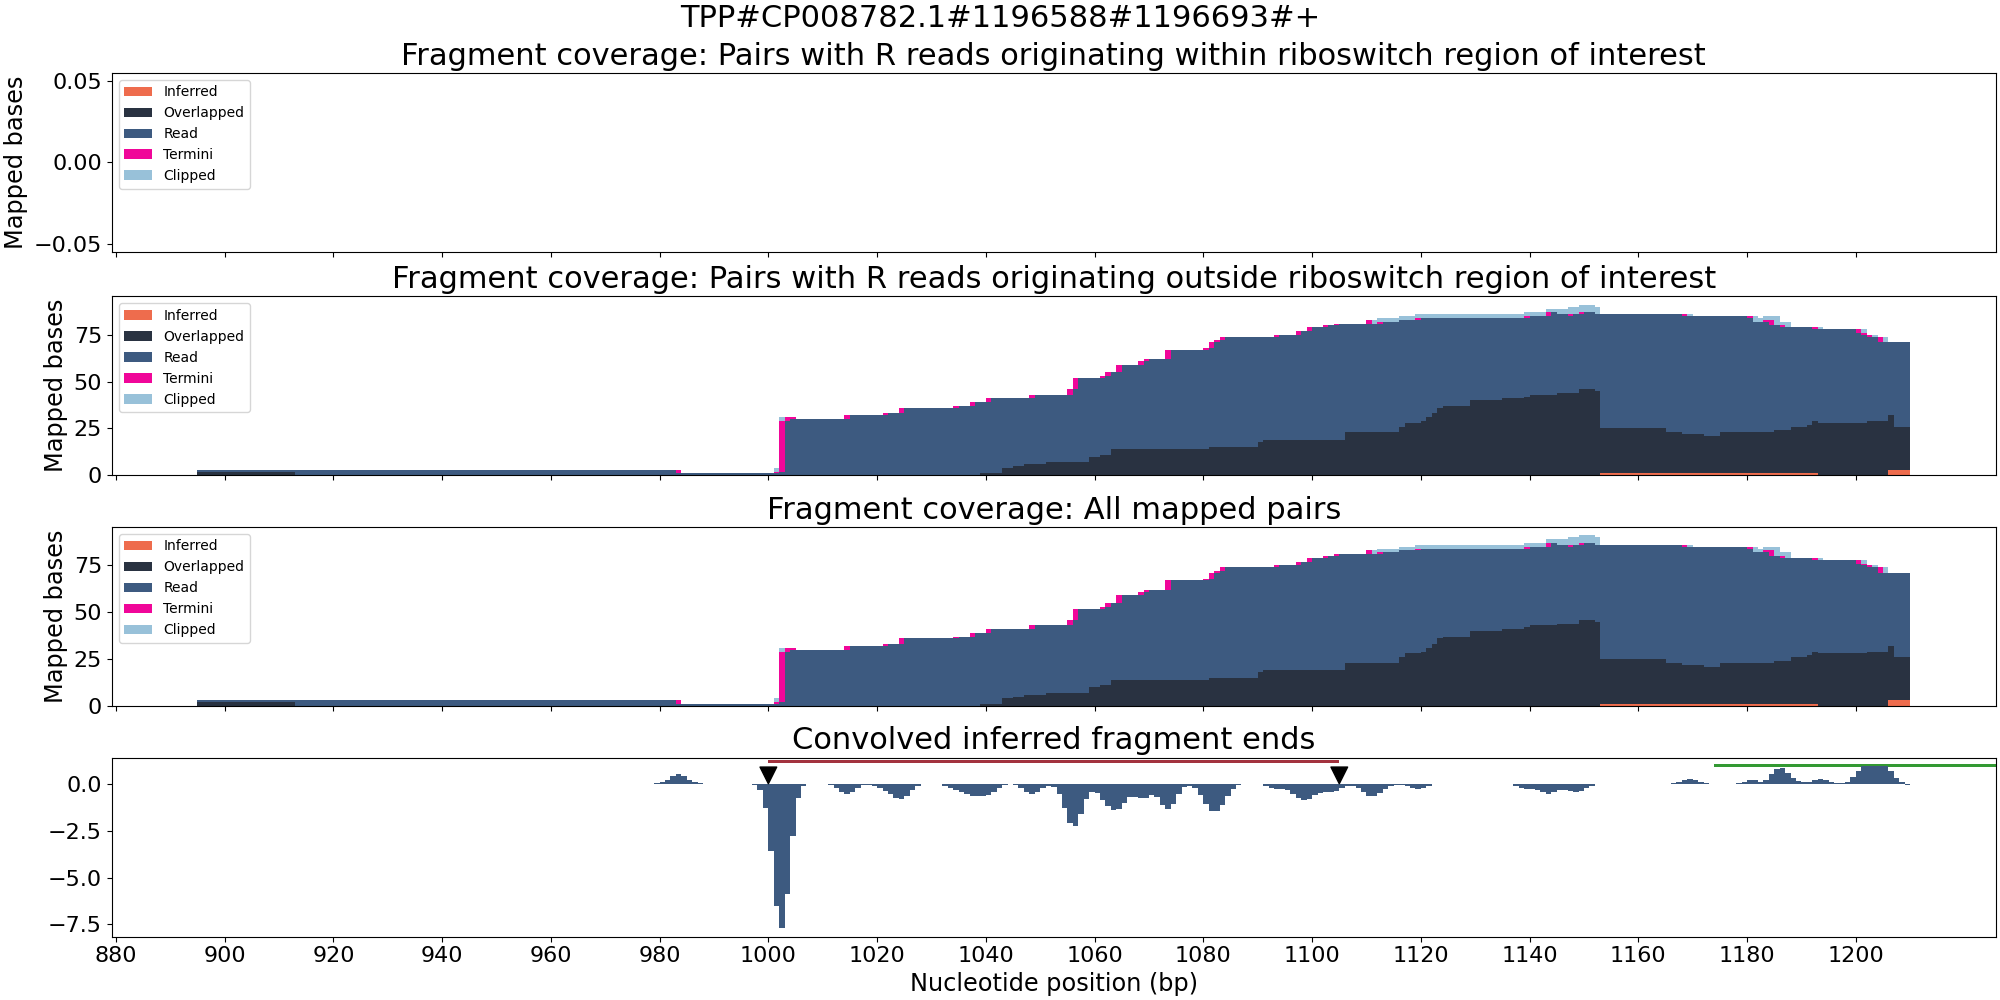 TPP#CP008782.1#1196588#1196693#+
Fragment coverage: Pairs with R reads originating within riboswitch region of interest
Mapped bases
0.05
0.00
−0.05
Inferred
Overlapped
Read
Termini
Clipped
Fragment coverage: Pairs with R reads originating outside riboswitch region of interest
Mapped bases
75
50
25
0
Inferred
Overlapped
Read
Termini
Clipped
Fragment coverage: All mapped pairs
Mapped bases
75
50
25
0
Inferred
Overlapped
Read
Termini
Clipped
Convolved inferred fragment ends
0.0
−2.5
−5.0
−7.5
880 900 920 940 960 980 1000 1020 1040 1060 1080 1100 1120 1140 1160 1180 1200
Nucleotide position (bp)